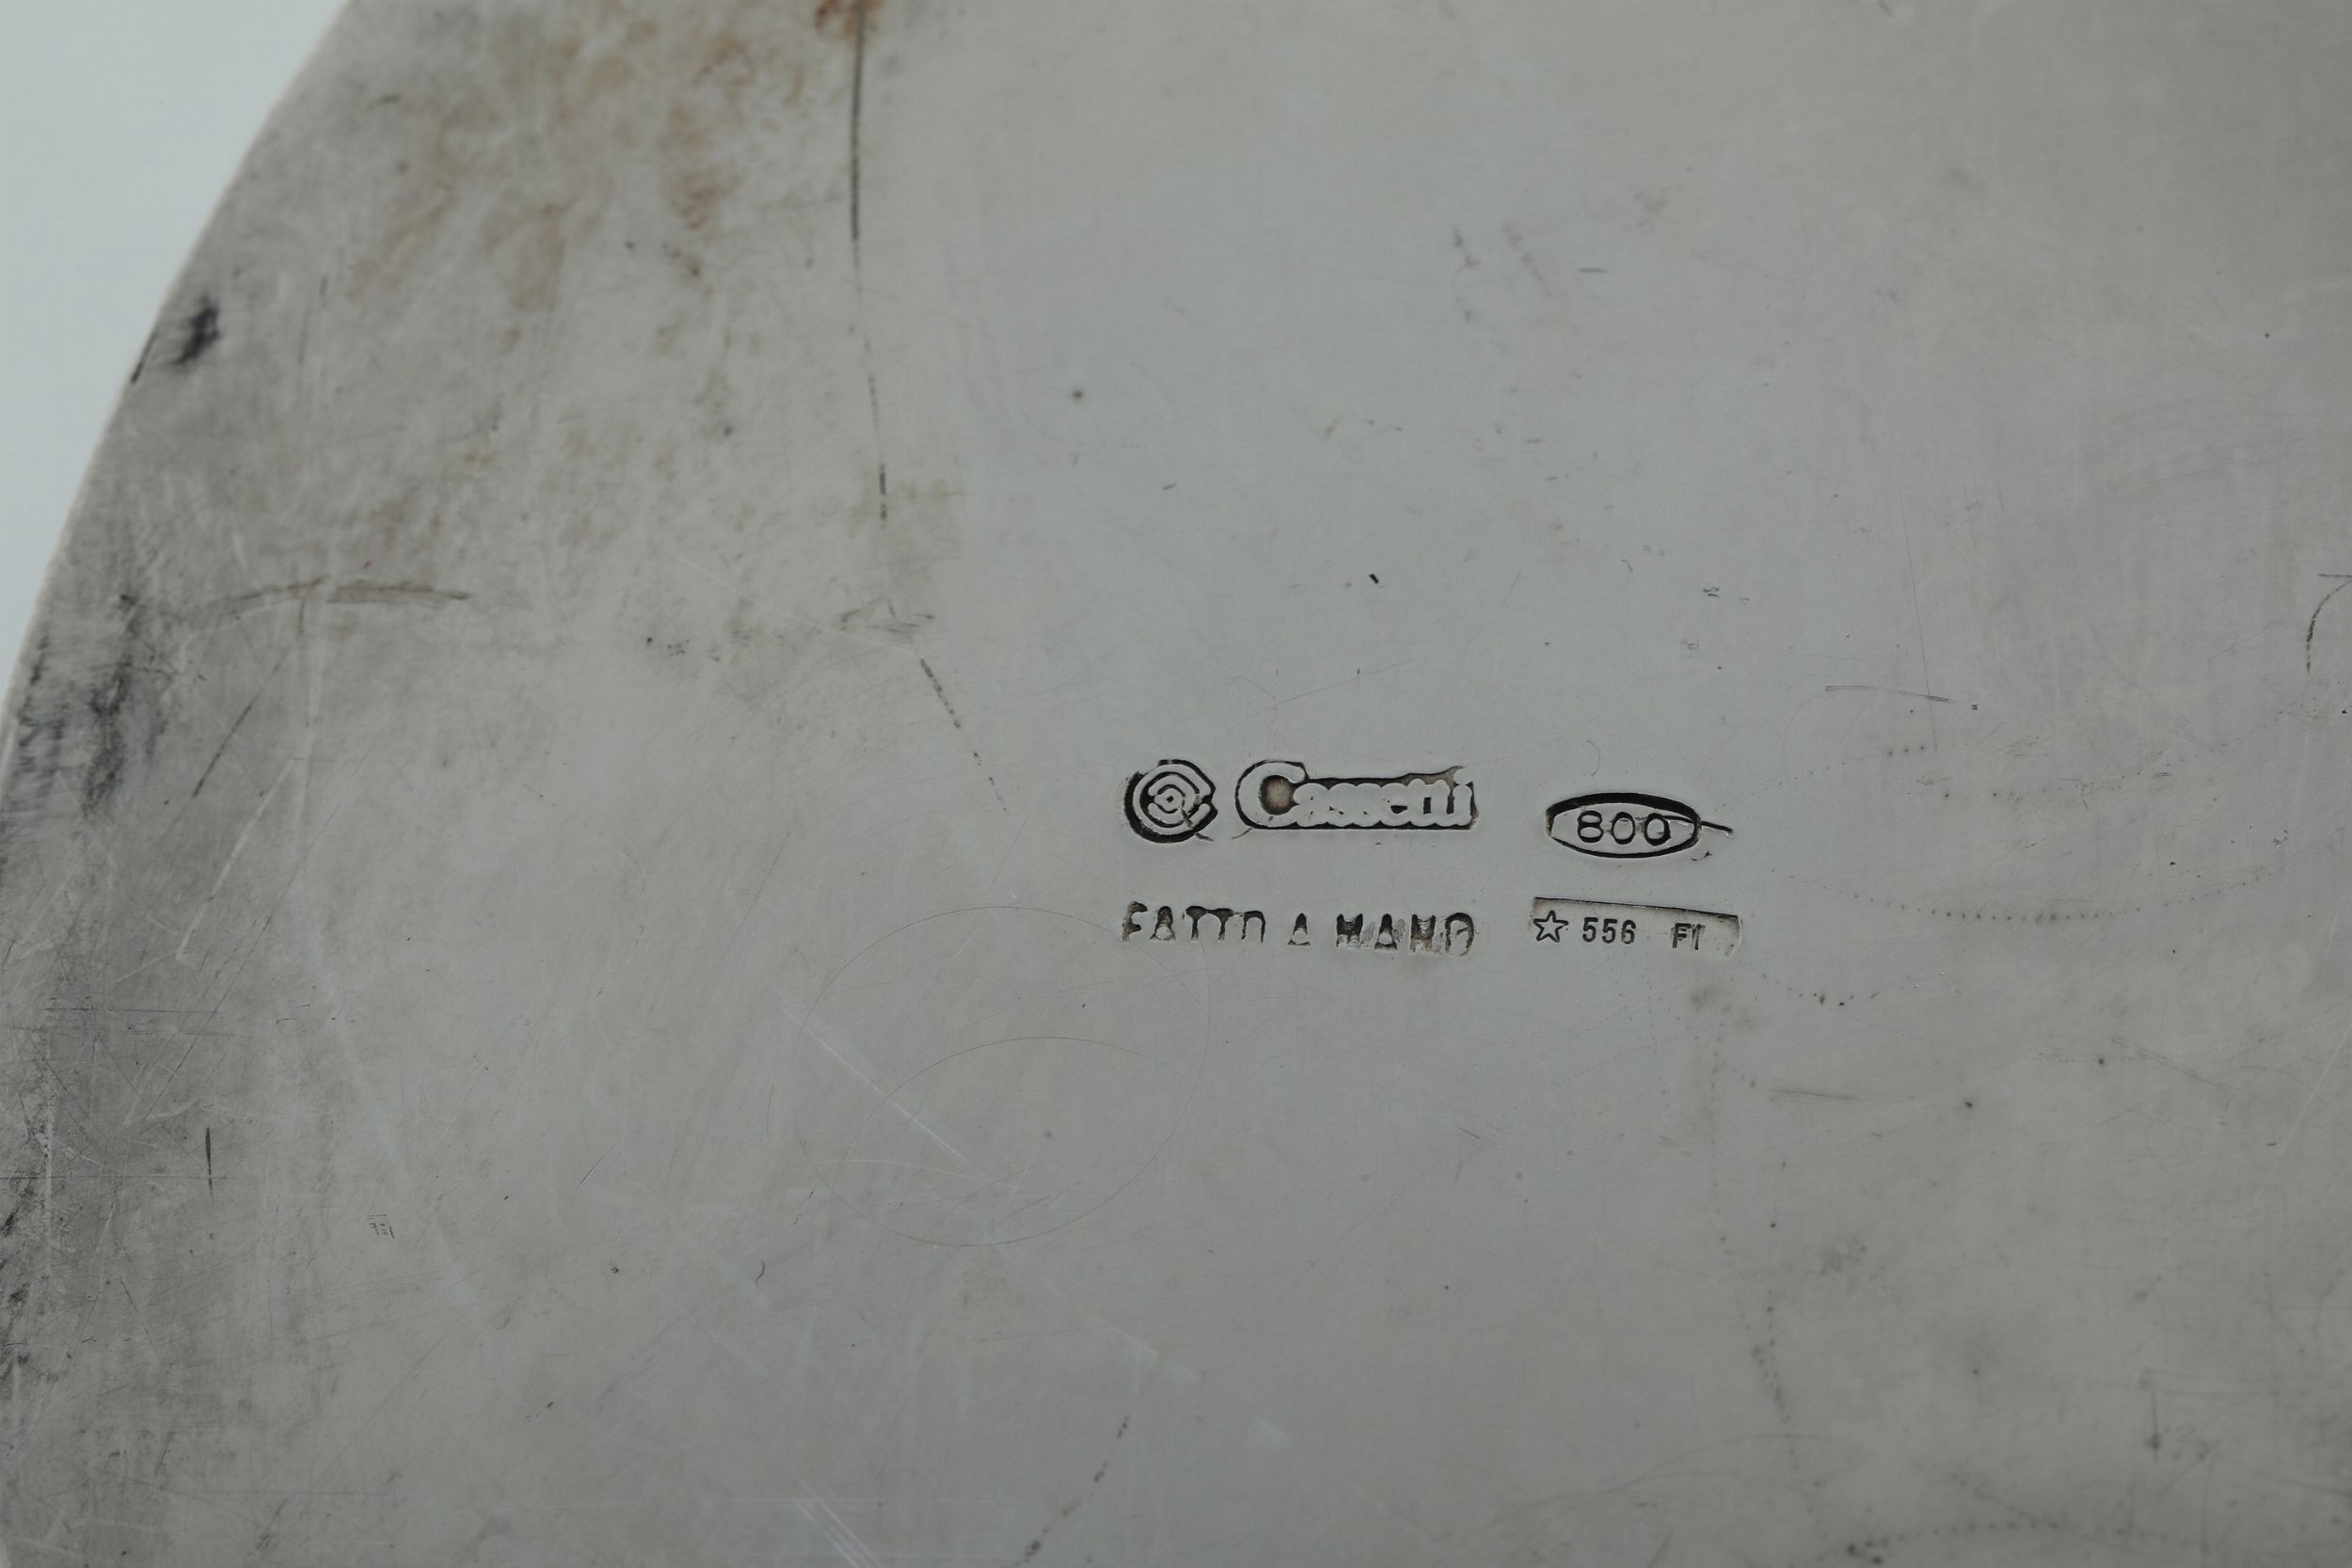 Cassetti 800
FATTO A MANO ☆ 556 FI